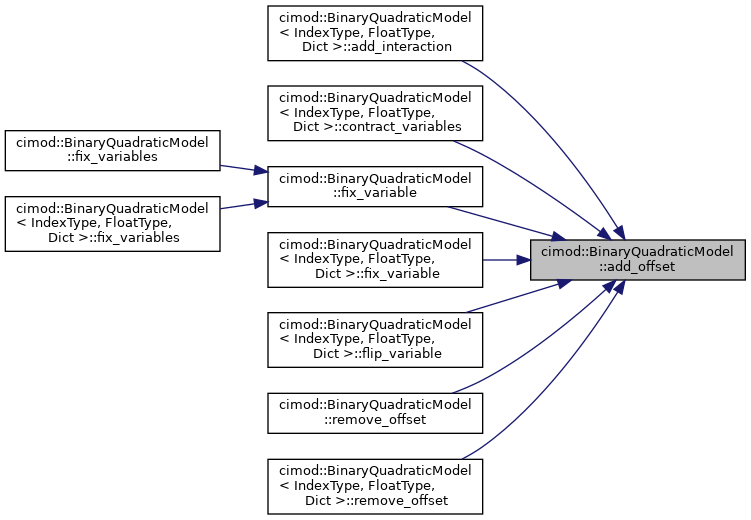 cimod::BinaryQuadraticModel
< IndexType, FloatType,
Dict >::add_interaction
cimod::BinaryQuadraticModel
< IndexType, FloatType,
Dict >::contract_variables
cimod::BinaryQuadraticModel
::fix_variables
cimod::BinaryQuadraticModel
::fix_variable
cimod::BinaryQuadraticModel
< IndexType, FloatType,
Dict >::fix_variables
cimod::BinaryQuadraticModel
< IndexType, FloatType,
Dict >::fix_variable
cimod::BinaryQuadraticModel
::add_offset
cimod::BinaryQuadraticModel
< IndexType, FloatType,
Dict >::flip_variable
cimod::BinaryQuadraticModel
::remove_offset
cimod::BinaryQuadraticModel
< IndexType, FloatType,
Dict >::remove_offset